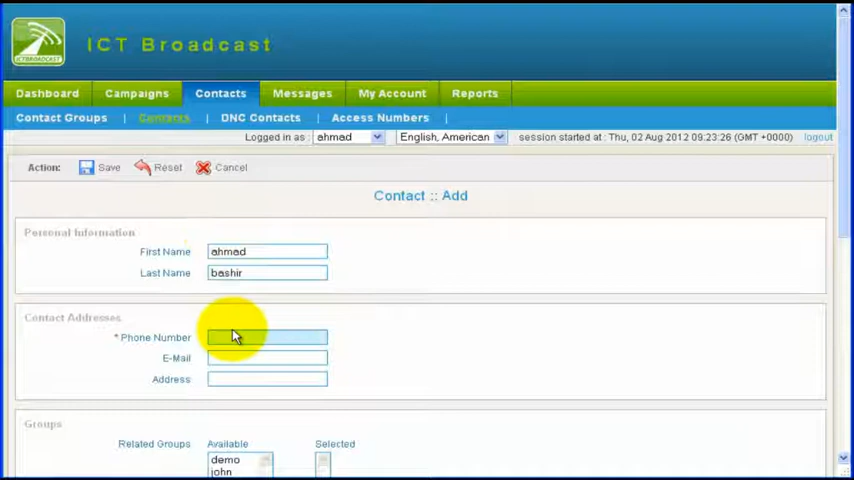 ICTBROADCAST
ICT Broadcast
Dashboard Campaigns Contacts Messages My Account Reports
Contact Groups | Contacts | DNC Contacts | Access Numbers |
Logged in as : ahmad English, American session started at : Thu, 02 Aug 2012 09:23:26 (GMT +0000) logout
Action: Save Reset Cancel
Contact :: Add
Personal Information
First Name ahmad
Last Name bashir
Contact Addresses
* Phone Number
E-Mail
Address
Groups
Related Groups Available Selected
demo
john